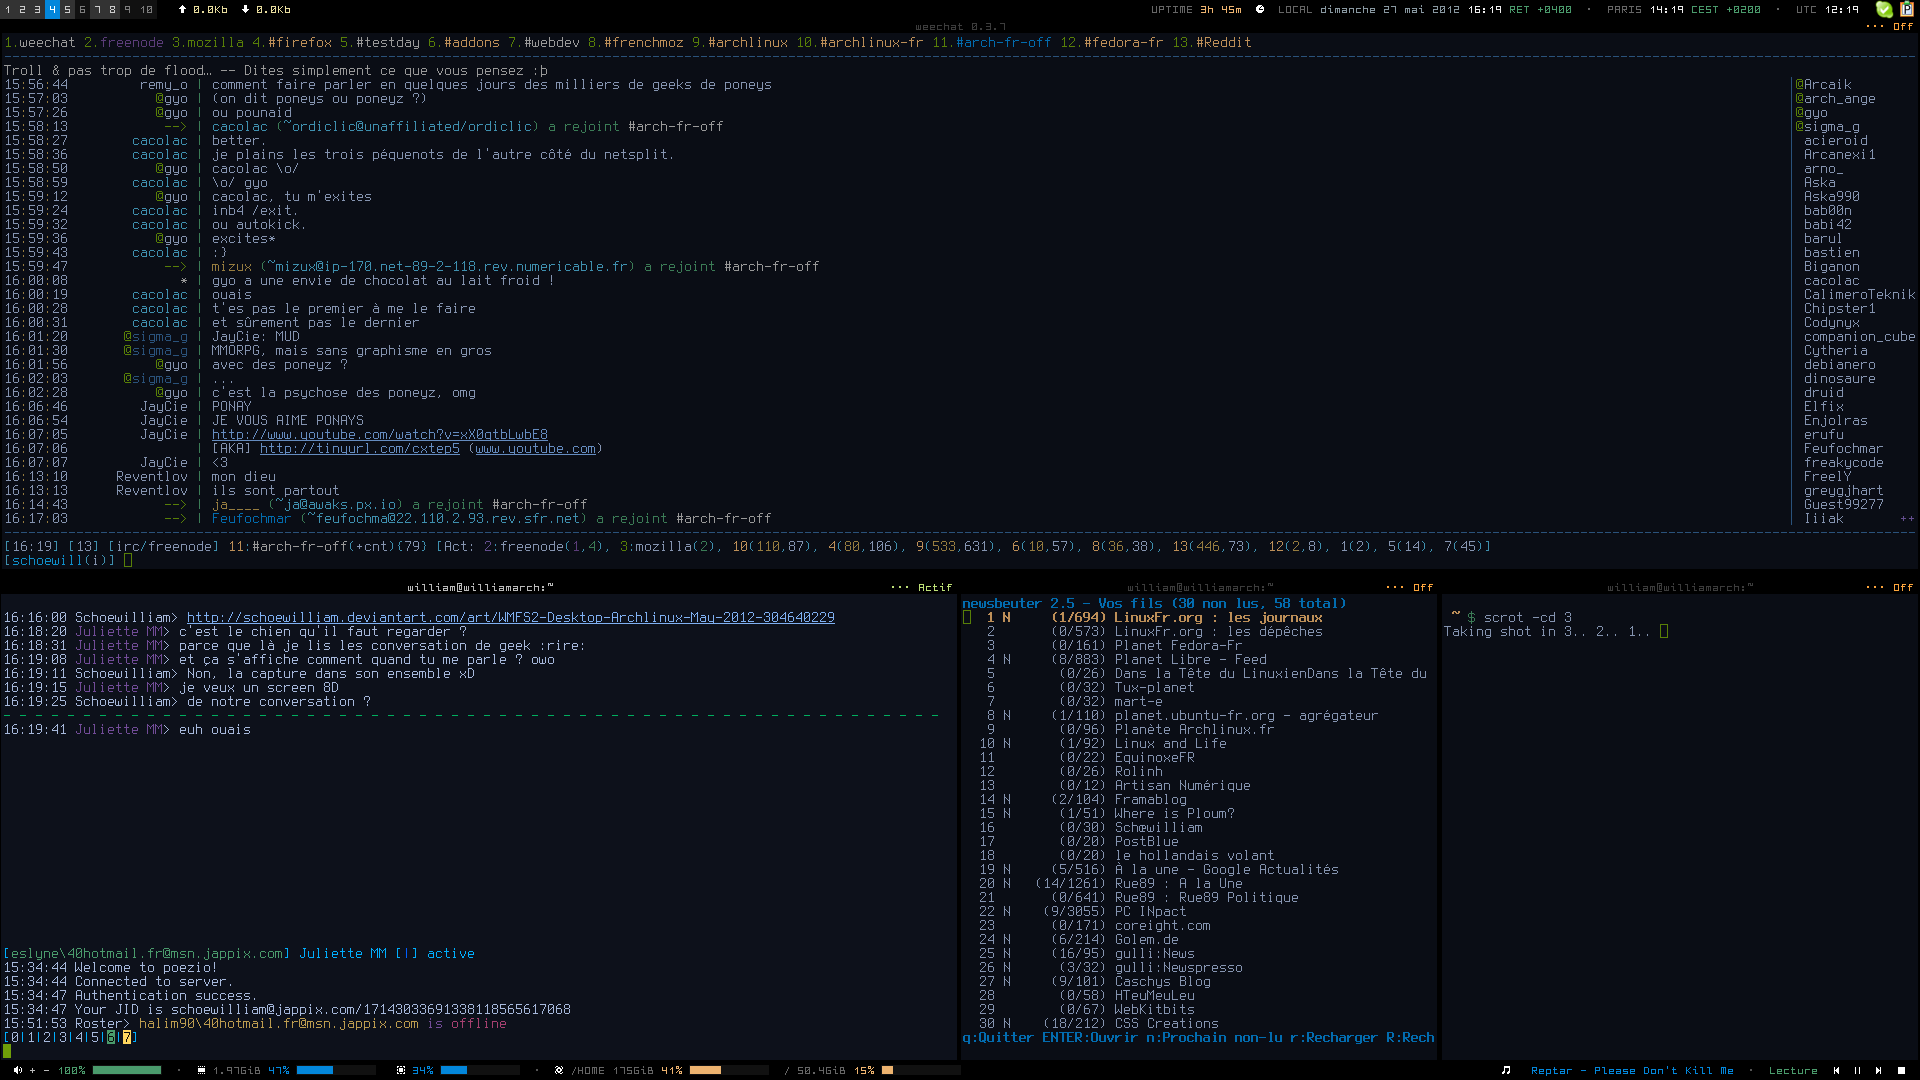 1 2 3 4 5 6 7 8 9 10 0.0Kb 0.0Kb UPTIME 3h 45m LOCAL dimanche 27 mai 2012 16:19 RET +0400 · PARIS 14:19 CEST +0200 · UTC 12:19
weechat 0.3.7 ··· Off
1.weechat 2.freenode 3.mozilla 4.#firefox 5.#testday 6.#addons 7.#webdev 8.#frenchmoz 9.#archlinux 10.#archlinux-fr 11.#arch-fr-off 12.#fedora-fr 13.#Reddit
Troll & pas trop de flood… -- Dites simplement ce que vous pensez :þ
15:56:44 remy_o | comment faire parler en quelques jours des milliers de geeks de poneys
15:57:03 @gyo | (on dit poneys ou poneyz ?)
15:57:26 @gyo | ou pounaid
15:58:13 --> | cacolac (~ordiclic@unaffiliated/ordiclic) a rejoint #arch-fr-off
15:58:27 cacolac | better.
15:58:36 cacolac | je plains les trois péquenots de l'autre côté du netsplit.
15:58:50 @gyo | cacolac \o/
15:58:59 cacolac | \o/ gyo
15:59:12 @gyo | cacolac, tu m'exites
15:59:24 cacolac | inb4 /exit.
15:59:32 cacolac | ou autokick.
15:59:36 @gyo | excites*
15:59:43 cacolac | :}
15:59:47 --> | mizux (~mizux@ip-170.net-89-2-118.rev.numericable.fr) a rejoint #arch-fr-off
16:00:08 * | gyo a une envie de chocolat au lait froid !
16:00:19 cacolac | ouais
16:00:28 cacolac | t'es pas le premier à me le faire
16:00:31 cacolac | et sûrement pas le dernier
16:01:20 @sigma_g | JayCie: MUD
16:01:30 @sigma_g | MMORPG, mais sans graphisme en gros
16:01:56 @gyo | avec des poneyz ?
16:02:03 @sigma_g | ...
16:02:28 @gyo | c'est la psychose des poneyz, omg
16:06:46 JayCie | PONAY
16:06:54 JayCie | JE VOUS AIME PONAYS
16:07:05 JayCie | http://www.youtube.com/watch?v=xX0gtbLwbE8
16:07:06 | [AKA] http://tinyurl.com/cxtep5 (www.youtube.com)
16:07:07 JayCie | <3
16:13:10 Reventlov | mon dieu
16:13:13 Reventlov | ils sont partout
16:14:43 --> | ja____ (~ja@awaks.px.io) a rejoint #arch-fr-off
16:17:03 --> | Feufochmar (~feufochma@22.110.2.93.rev.sfr.net) a rejoint #arch-fr-off
@Arcaik
@arch_ange
@gyo
@sigma_g
acieroid
Arcanexi1
arno_
Aska
Aska990
bab00n
babi42
barul
bastien
Biganon
cacolac
CalimeroTeknik
Chipster1
Codynyx
companion_cube
Cytheria
debianero
dinosaure
druid
Elfix
Enjolras
erufu
Feufochmar
freakycode
FreelY
greygjhart
Guest99277
Iiiak ++
[16:19] [13] [irc/freenode] 11:#arch-fr-off(+cnt){79} [Act: 2:freenode(1,4), 3:mozilla(2), 10(110,87), 4(80,106), 9(533,631), 6(10,57), 8(36,38), 13(446,73), 12(2,8), 1(2), 5(14), 7(45)]
[schoewill(i)]
william@williamarch:~ ··· Actif
16:16:00 Schoewilliam> http://schoewilliam.deviantart.com/art/WMFS2-Desktop-Archlinux-May-2012-304640229
16:18:20 Juliette MM> c'est le chien qu'il faut regarder ?
16:18:31 Juliette MM> parce que là je lis les conversation de geek :rire:
16:19:08 Juliette MM> et ça s'affiche comment quand tu me parle ? owo
16:19:11 Schoewilliam> Non, la capture dans son ensemble xD
16:19:15 Juliette MM> je veux un screen 8D
16:19:25 Schoewilliam> de notre conversation ?
16:19:41 Juliette MM> euh ouais
[eslyne\40hotmail.fr@msn.jappix.com] Juliette MM [|] active
15:34:44 Welcome to poezio!
15:34:44 Connected to server.
15:34:47 Authentication success.
15:34:47 Your JID is schoewilliam@jappix.com/17143033691338118565617068
15:51:53 Roster> halim90\40hotmail.fr@msn.jappix.com is offline
[0|1|2|3|4|5|6|7]
william@williamarch:~ ··· Off
newsbeuter 2.5 - Vos fils (30 non lus, 58 total)
1 N (1/694) LinuxFr.org : les journaux
2 (0/573) LinuxFr.org : les dépêches
3 (0/161) Planet Fedora-Fr
4 N (8/883) Planet Libre - Feed
5 (0/26) Dans la Tête du LinuxienDans la Tête du
6 (0/32) Tux-planet
7 (0/32) mart-e
8 N (1/110) planet.ubuntu-fr.org - agrégateur
9 (0/96) Planète Archlinux.fr
10 N (1/92) Linux and Life
11 (0/22) EquinoxeFR
12 (0/26) Rolinh
13 (0/12) Artisan Numérique
14 N (2/104) Framablog
15 N (1/51) Where is Ploum?
16 (0/30) Schœwilliam
17 (0/20) PostBlue
18 (0/20) le hollandais volant
19 N (5/516) À la une - Google Actualités
20 N (14/1261) Rue89 : A la Une
21 (0/641) Rue89 : Rue89 Politique
22 N (9/3055) PC INpact
23 (0/171) coreight.com
24 N (6/214) Golem.de
25 N (16/95) gulli:News
26 N (3/32) gulli:Newspresso
27 N (9/101) Caschys Blog
28 (0/58) HTeuMeuLeu
29 (0/67) WebKitbits
30 N (18/212) CSS Creations
q:Quitter ENTER:Ouvrir n:Prochain non-lu r:Recharger R:Rech
william@williamarch:~ ··· Off
~ $ scrot -cd 3
Taking shot in 3.. 2.. 1..
+ - 100% · 1.97GiB 47% 34% · /HOME 175GiB 41% / 50.4GiB 15% Reptar - Please Don't Kill Me · Lecture